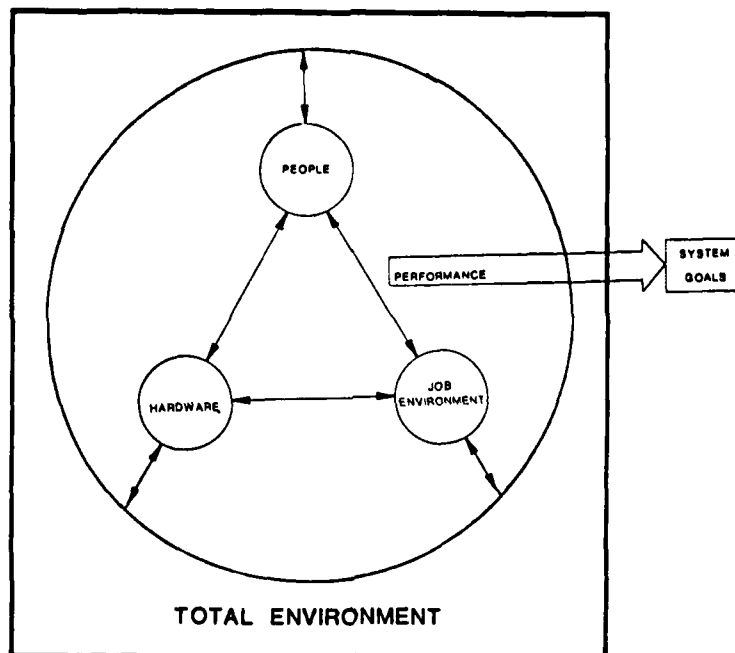 PEOPLE
PERFORMANCE
SYSTEM
GOALS
HARDWARE
JOB
ENVIRONMENT
TOTAL ENVIRONMENT